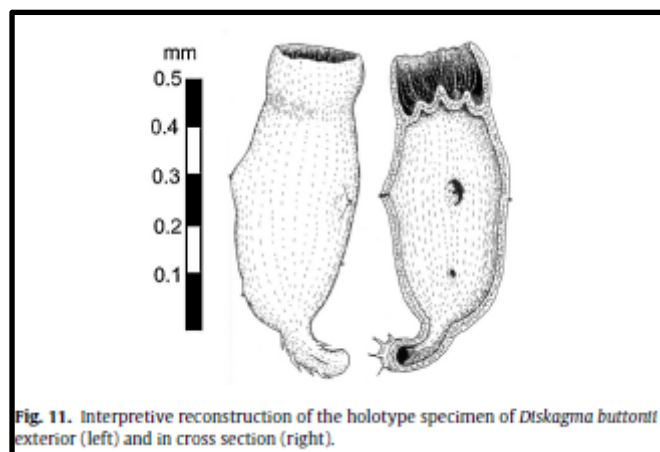 mm
0.5
0.4
0.3
0.2
0.1
Fig. 11. Interpretive reconstruction of the holotype specimen of Diskagma buttonii
exterior (left) and in cross section (right).